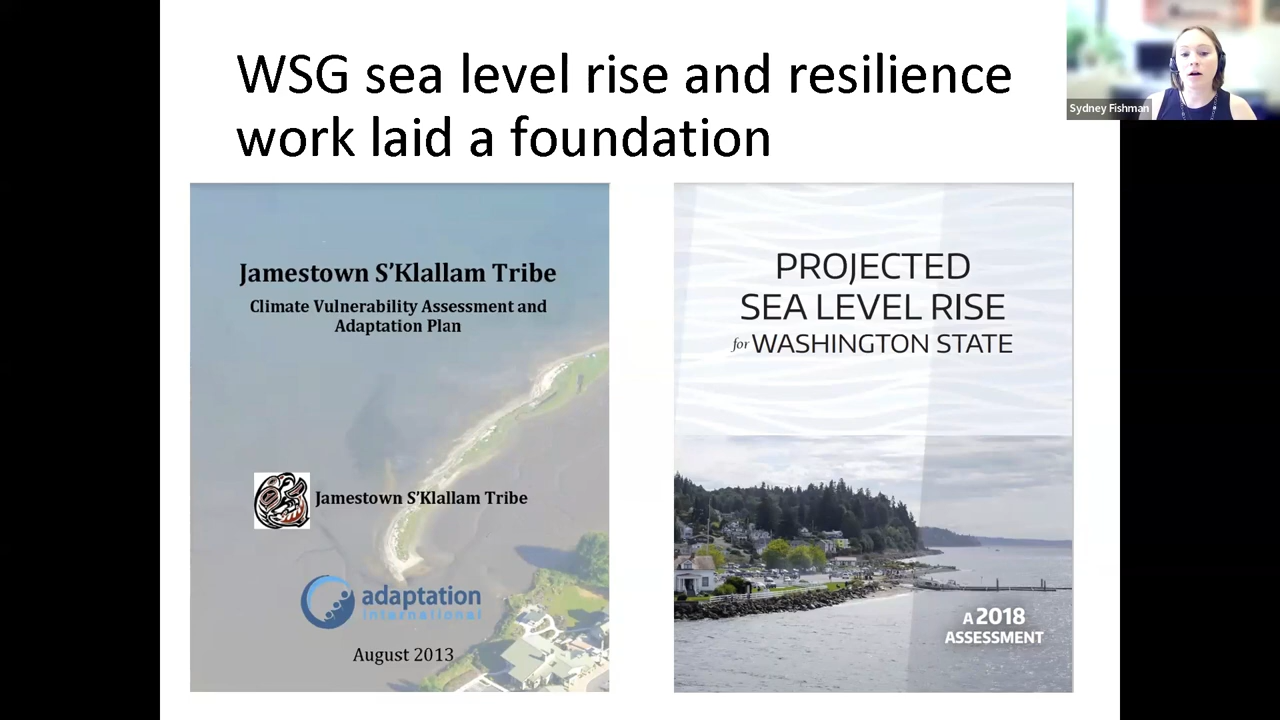 WSG sea level rise and resilience
work laid a foundation
Sydney Fishman
Jamestown S'Klallam Tribe
Climate Vulnerability Assessment and
Adaptation Plan
Jamestown S'Klallam Tribe
adaptation
international
August 2013
PROJECTED
SEA LEVEL RISE
for WASHINGTON STATE
A 2018
ASSESSMENT